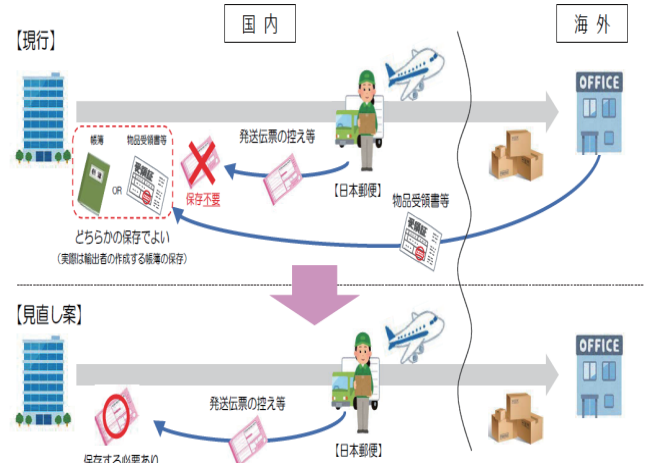 国 内
海 外
【現行】
OFFICE
帳簿
物品受領書等
発送伝票の控え等
帳簿
OR
受領証
保存不要
【日本郵便】
物品受領書等
受領証
どちらかの保存でよい
（実際は輸出者の作成する帳簿の保存）
【見直し案】
OFFICE
発送伝票の控え等
【日本郵便】
保存する必要あり